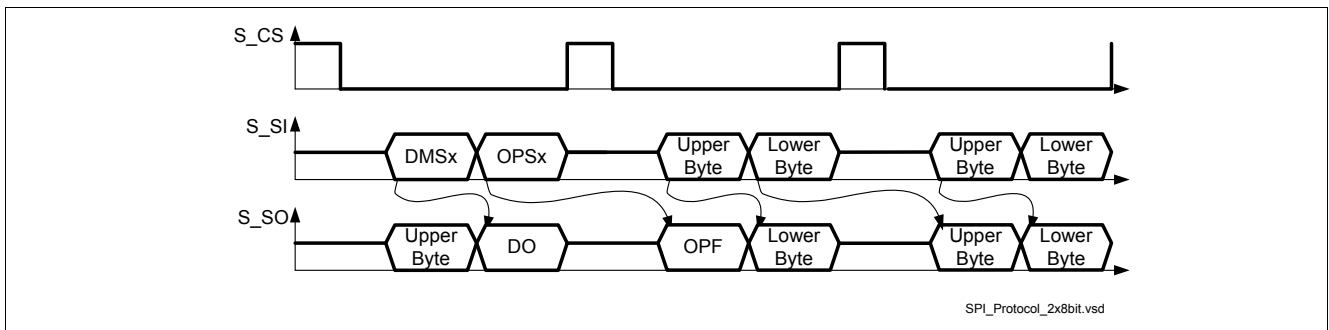 S_CS
S_SI
DMSx
OPSx
Upper
Byte
Lower
Byte
Upper
Byte
Lower
Byte
S_SO
Upper
Byte
DO
OPF
Lower
Byte
Upper
Byte
Lower
Byte
SPI_Protocol_2x8bit.vsd